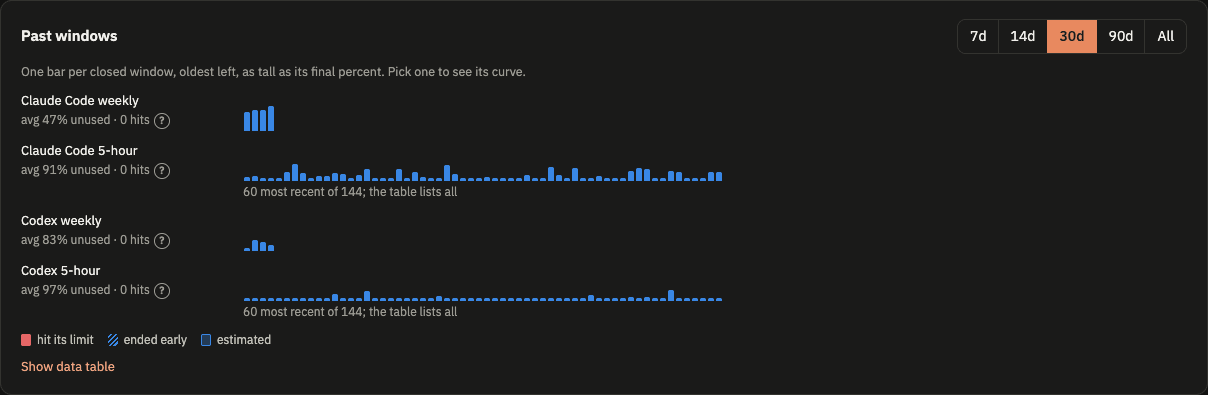 Past windows
7d 14d 30d 90d All
One bar per closed window, oldest left, as tall as its final percent. Pick one to see its curve.
Claude Code weekly
avg 47% unused · 0 hits ?
Claude Code 5-hour
avg 91% unused · 0 hits ?
60 most recent of 144; the table lists all
Codex weekly
avg 83% unused · 0 hits ?
Codex 5-hour
avg 97% unused · 0 hits ?
60 most recent of 144; the table lists all
hit its limit ended early estimated
Show data table